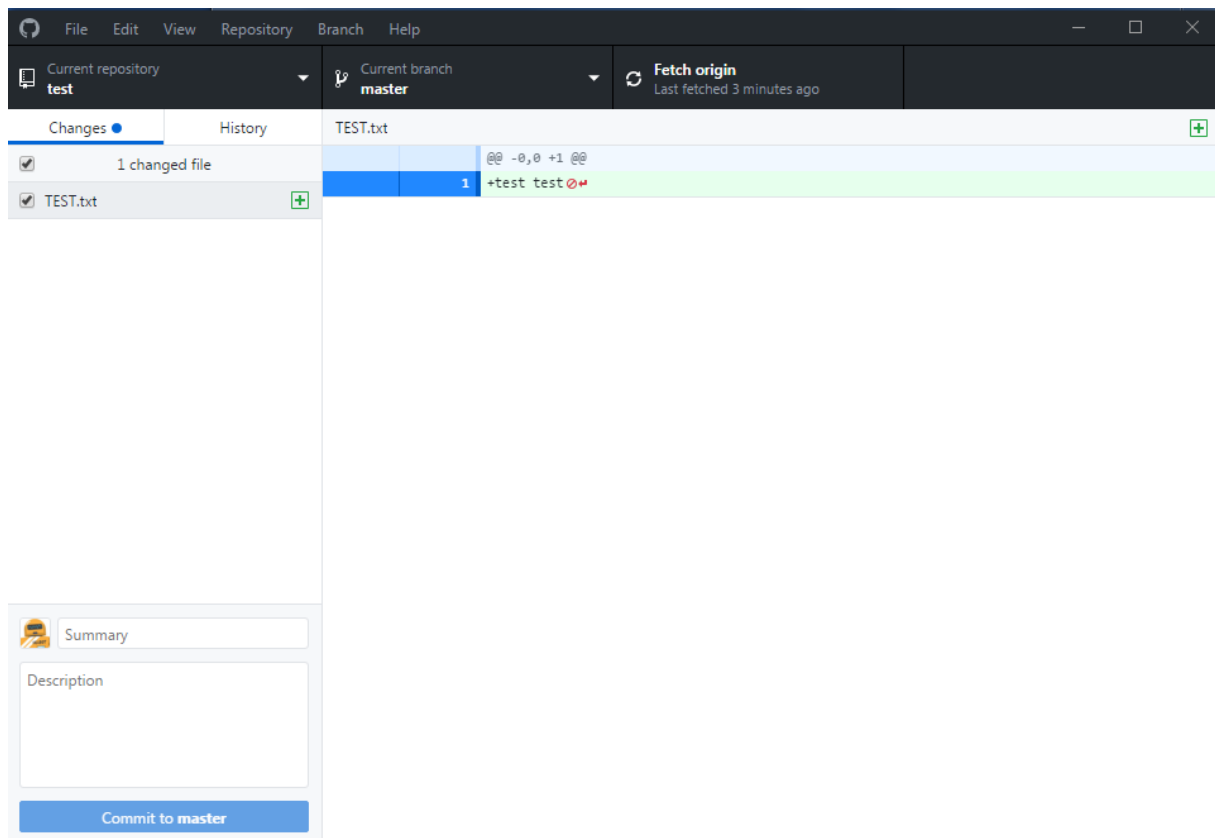 File Edit View Repository Branch Help
Current repository
test
Current branch
master
Fetch origin
Last fetched 3 minutes ago
Changes
History
TEST.txt
1 changed file
TEST.txt
@@ -0,0 +1 @@
1 +test test
Summary
Description
Commit to master